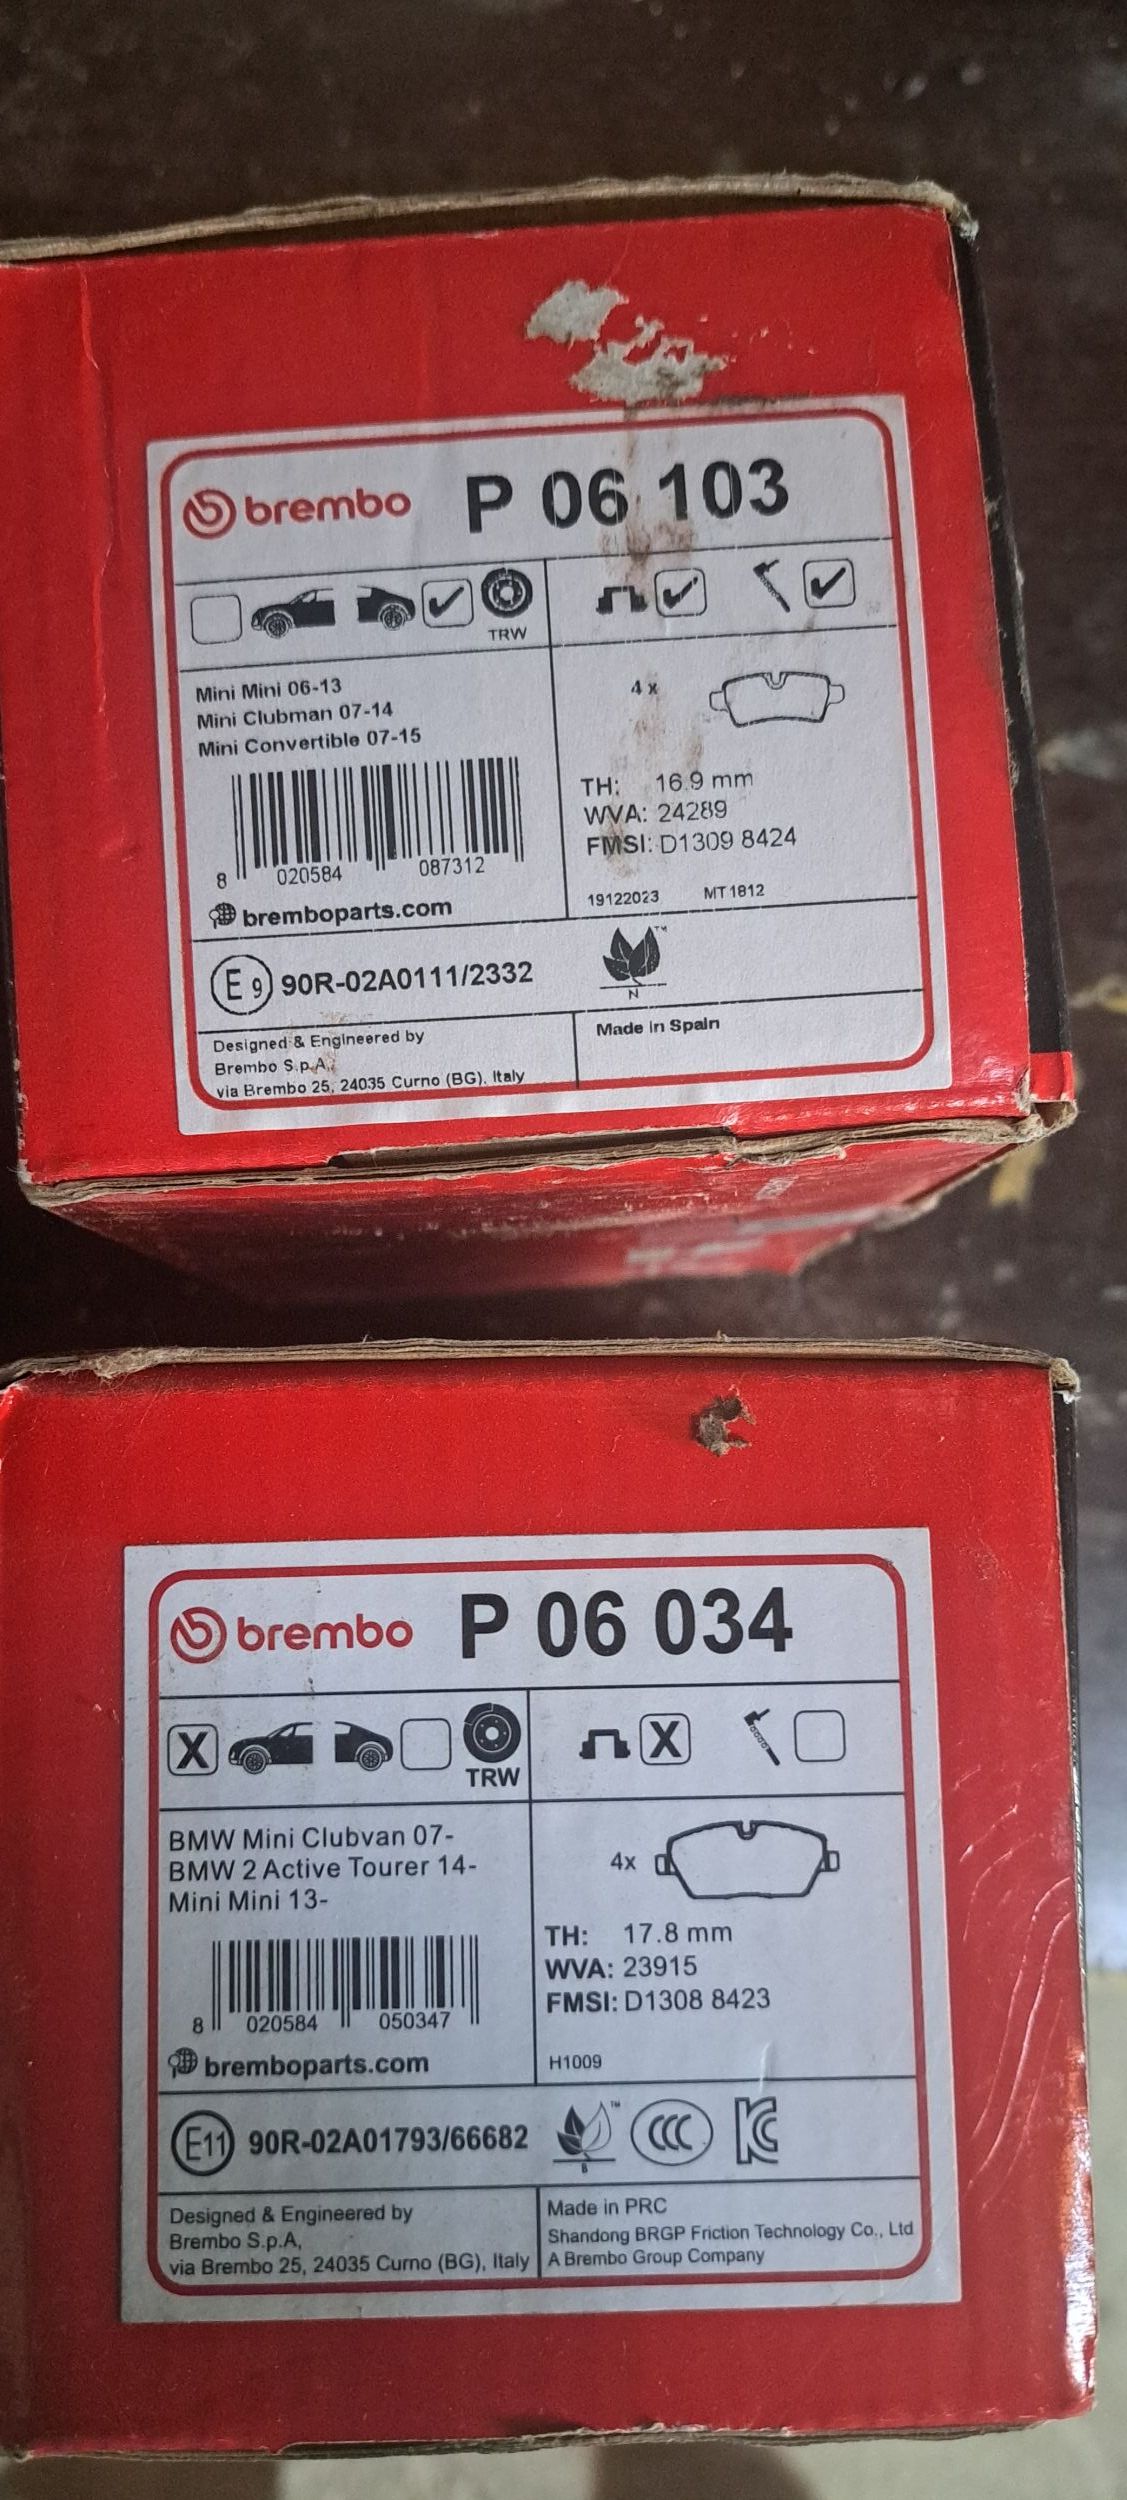 brembo P 06 103
TRW
Mini Mini 06-13
Mini Clubman 07-14
Mini Convertible 07-15
8 020584 087312
bremboparts.com
4 x
TH: 16.9 mm
WVA: 24289
FMSI: D1309 8424
19122023 MT1812
E9 90R-02A0111/2332
TM
N
Designed & Engineered by
Brembo S.p.A.
via Brembo 25, 24035 Curno (BG), Italy
Made in Spain
brembo P 06 034
X
TRW
X
BMW Mini Clubvan 07-
BMW 2 Active Tourer 14-
Mini Mini 13-
8 020584 050347
bremboparts.com
4x
TH: 17.8 mm
WVA: 23915
FMSI: D1308 8423
H1009
E11 90R-02A01793/66682
TM
B
CCC
KC
Designed & Engineered by
Brembo S.p.A,
via Brembo 25, 24035 Curno (BG), Italy
Made in PRC
Shandong BRGP Friction Technology Co., Ltd
A Brembo Group Company